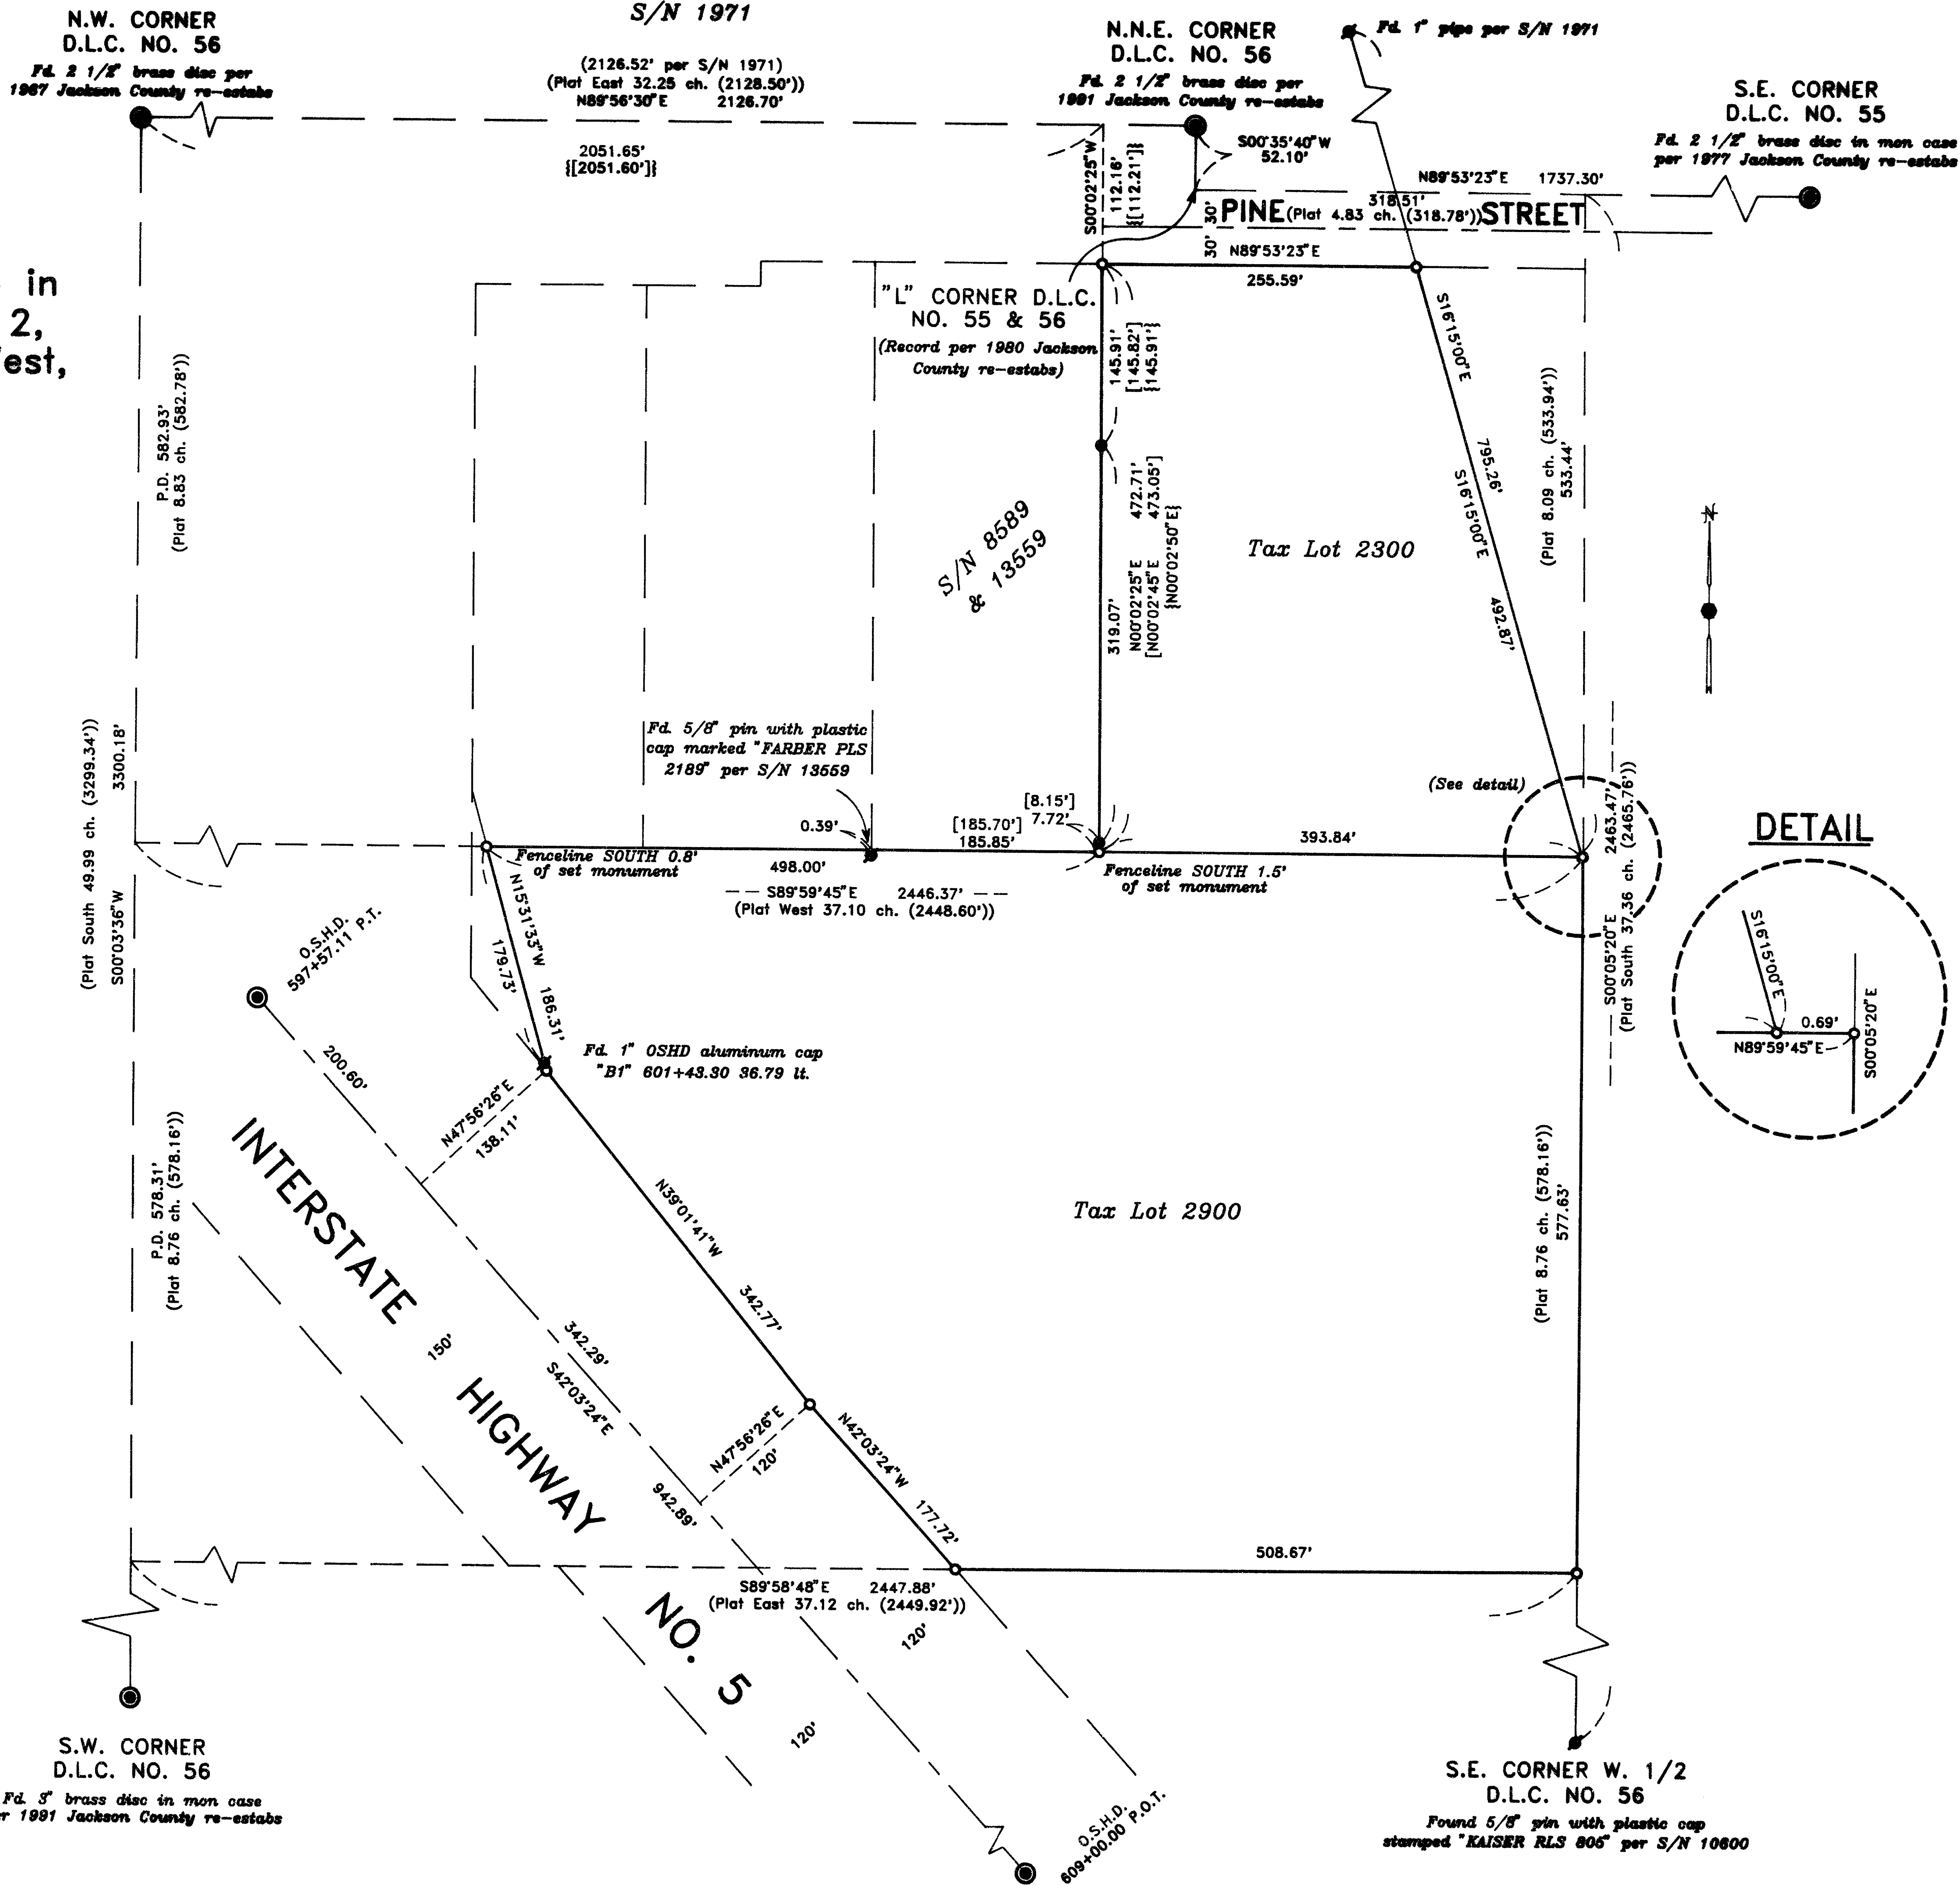 S/N 1971
N.W. CORNER
D.L.C. NO. 56
Fd. 2 1/2" brass disc per
1967 Jackson County re-estabs
(2126.52' per S/N 1971)
(Plat East 32.25 ch. (2128.50'))
N89°56'30"E 2126.70'
2051.65'
{[2051.60']}
N.N.E. CORNER
D.L.C. NO. 56
Fd. 2 1/2" brass disc per
1991 Jackson County re-estabs
Fd. 1" pipe per S/N 1971
S.E. CORNER
D.L.C. NO. 55
Fd. 2 1/2" brass disc in mon case
per 1977 Jackson County re-estabs
S00°35'40"W
52.10'
S00°02'25"W
112.16'
{[112.21']}
N89°53'23"E 1737.30'
318.51'
PINE (Plat 4.83 ch. (318.78')) STREET
30' 30'
N89°53'23"E
255.59'
in
2,
est,
"L" CORNER D.L.C.
NO. 55 & 56
(Record per 1980 Jackson
County re-estabs)
145.91'
[145.82']
{145.91'}
S16°15'00"E
795.26'
S16°15'00"E
492.87'
(Plat 8.09 ch. (533.94'))
533.44'
P.D. 582.93'
(Plat 8.83 ch. (582.78'))
S/N 8589
& 13559
319.07'
N00°02'25"E 472.71'
[N00°02'45"E 473.05']
{N00°02'50"E}
Tax Lot 2300
N
(Plat South 49.99 ch. (3299.34'))
S00°03'36"W 3300.18'
Fd. 5/8" pin with plastic
cap marked "FARBER PLS
2189" per S/N 13559
0.39'
[185.70']
185.85'
[8.15']
7.72'
(See detail)
393.84'
Fenceline SOUTH 0.8'
of set monument
498.00'
Fenceline SOUTH 1.5'
of set monument
S89°59'45"E 2446.37'
(Plat West 37.10 ch. (2448.60'))
S00°05'20"E 2463.47'
(Plat South 37.36 ch. (2465.76'))
DETAIL
S16°15'00"E
0.69'
N89°59'45"E
S00°05'20"E
N15°31'33"W
179.73'
186.31'
O.S.H.D.
597+57.11 P.T.
200.60'
Fd. 1" OSHD aluminum cap
"B1" 601+43.30 36.79 lt.
N47°56'26"E
138.11'
P.D. 578.31'
(Plat 8.76 ch. (578.16'))
INTERSTATE
HIGHWAY
NO. 5
150'
N39°01'41"W
342.77'
342.29'
S42°03'24"E
942.89'
Tax Lot 2900
(Plat 8.76 ch. (578.16'))
577.63'
N47°56'26"E
120'
N42°03'24"W
177.72'
508.67'
S89°58'48"E 2447.88'
(Plat East 37.12 ch. (2449.92'))
120'
120'
S.W. CORNER
D.L.C. NO. 56
Fd. 3" brass disc in mon case
er 1991 Jackson County re-estabs
O.S.H.D.
609+00.00 P.O.T.
S.E. CORNER W. 1/2
D.L.C. NO. 56
Found 5/8" pin with plastic cap
stamped "KAISER RLS 805" per S/N 10600